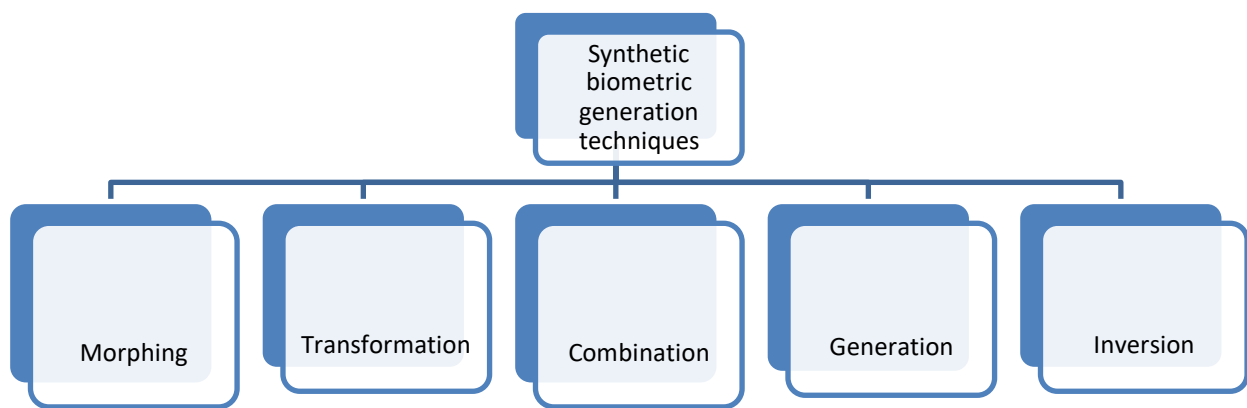 Synthetic
biometric
generation
techniques
Morphing
Transformation
Combination
Generation
Inversion